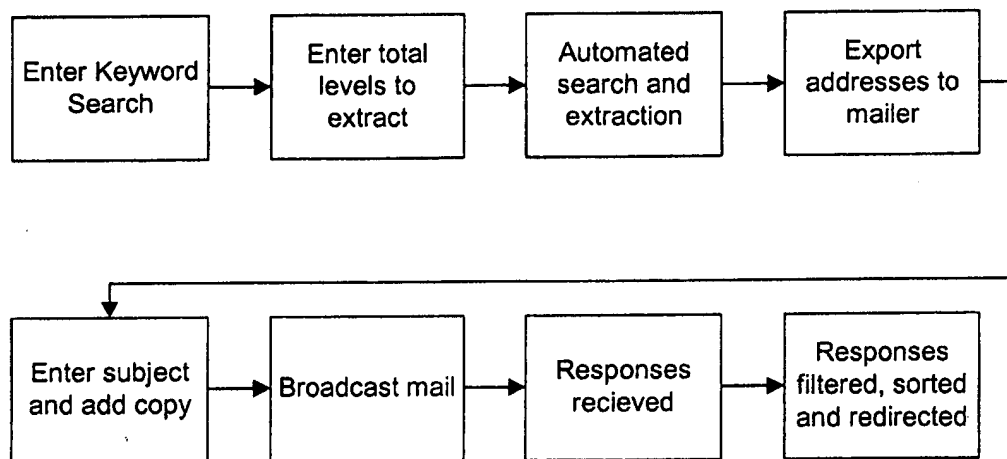 Enter Keyword
Search
Enter total
levels to
extract
Automated
search and
extraction
Export
addresses to
mailer
Enter subject
and add copy
Broadcast mail
Responses
recieved
Responses
filtered, sorted
and redirected